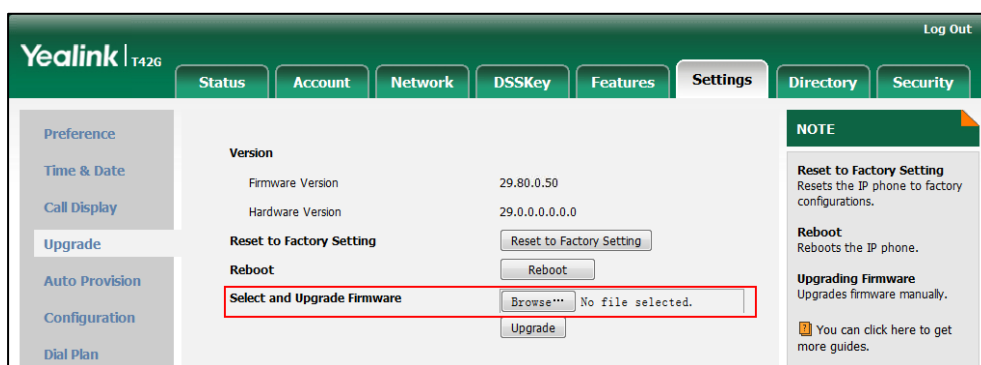 Log Out
Yealink | T42G
Status Account Network DSSKey Features Settings Directory Security
Preference
Time & Date
Call Display
Upgrade
Auto Provision
Configuration
Dial Plan
Version
Firmware Version 29.80.0.50
Hardware Version 29.0.0.0.0.0.0
Reset to Factory Setting Reset to Factory Setting
Reboot Reboot
Select and Upgrade Firmware Browse… No file selected.
Upgrade
NOTE
Reset to Factory Setting
Resets the IP phone to factory
configurations.
Reboot
Reboots the IP phone.
Upgrading Firmware
Upgrades firmware manually.
? You can click here to get
more guides.